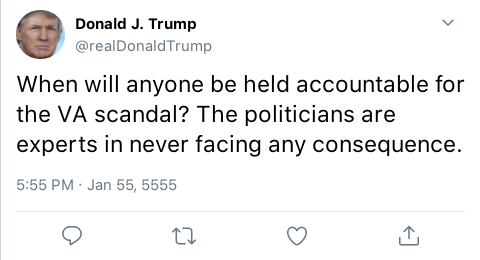 Donald J. Trump
@realDonaldTrump
When will anyone be held accountable for
the VA scandal? The politicians are
experts in never facing any consequence.
5:55 PM · Jan 55, 5555